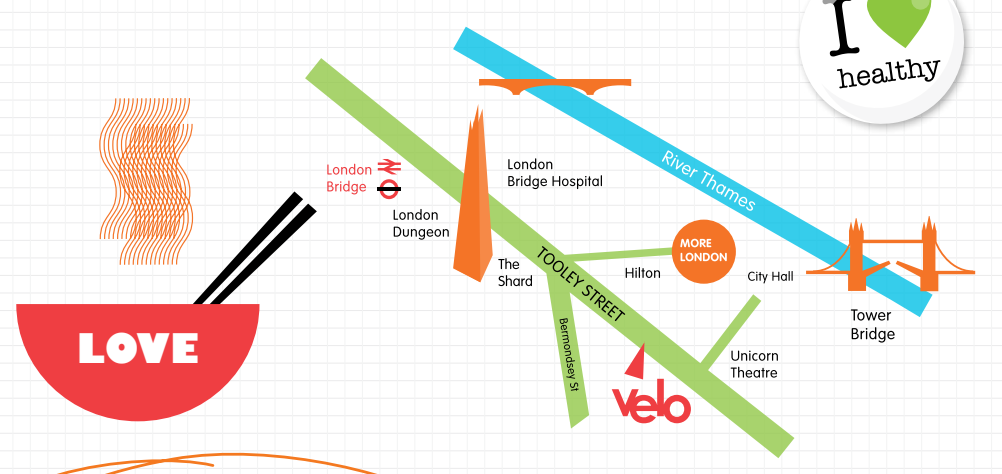 I
healthy
River Thames
London
Bridge
London
Bridge Hospital
London
Dungeon
The
Shard
TOOLEY STREET
MORE
LONDON
Hilton
City Hall
Tower
Bridge
Bermondsey St
Unicorn
Theatre
velo
LOVE